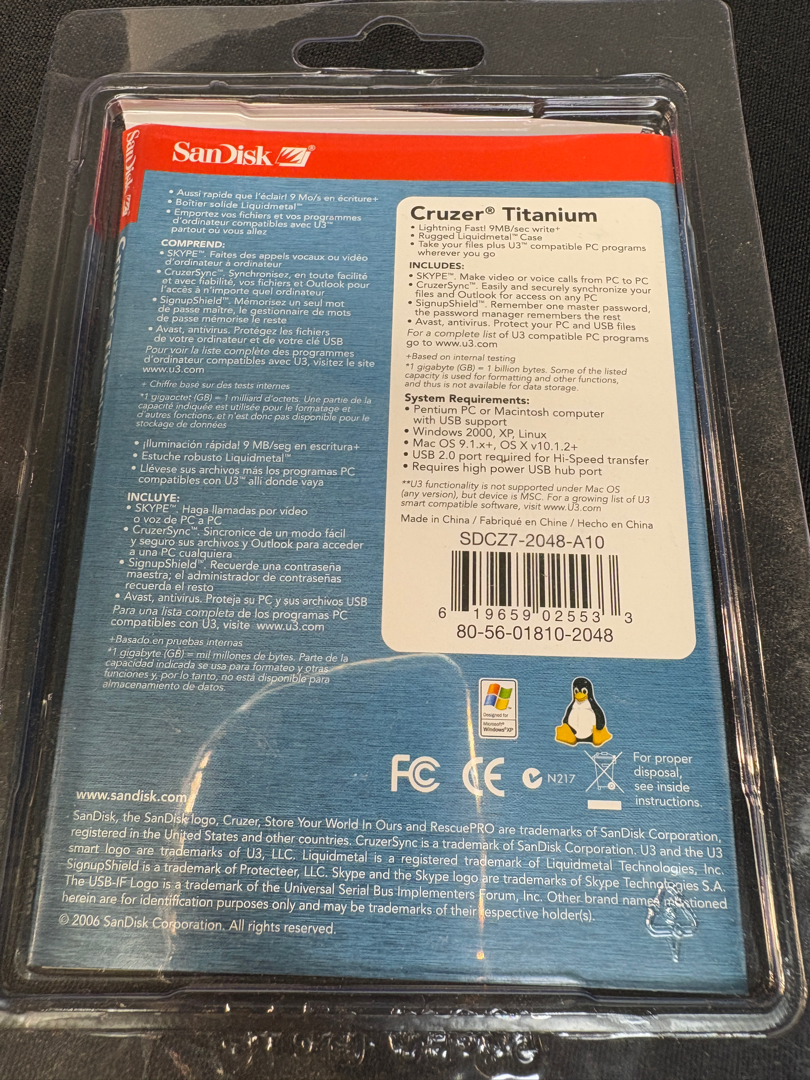 SanDisk
SanDisk®
• Aussi rapide que l'éclair! 9 Mo/s en écriture+
• Boîtier solide Liquidmetal™
• Emportez vos fichiers et vos programmes
d'ordinateur compatibles avec U3™
partout où vous allez
COMPREND:
• SKYPE™. Faites des appels vocaux ou vidéo
d'ordinateur à ordinateur
• CruzerSync™. Synchronisez, en toute facilité
et avec fiabilité, vos fichiers et Outlook pour
l'accès à n'importe quel ordinateur
• SignupShield™. Mémorisez un seul mot
de passe maître, le gestionnaire de mots
de passe mémorise le reste
• Avast, antivirus. Protégez les fichiers
de votre ordinateur et de votre clé USB
Pour voir la liste complète des programmes
d'ordinateur compatibles avec U3, visitez le site
www.u3.com
+ Chiffre basé sur des tests internes
*1 gigaoctet (GB) = 1 milliard d'octets. Une partie de la
capacité indiquée est utilisée pour le formatage et
d'autres fonctions, et n'est donc pas disponible pour le
stockage de données
• ¡Iluminación rápida! 9 MB/seg en escritura+
• Estuche robusto Liquidmetal™
• Llévese sus archivos más los programas PC
compatibles con U3™ allí donde vaya
INCLUYE:
• SKYPE™. Haga llamadas por video
o voz de PC a PC
• CruzerSync™. Sincronice de un modo fácil
y seguro sus archivos y Outlook para acceder
a una PC cualquiera
• SignupShield™. Recuerde una contraseña
maestra; el administrador de contraseñas
recuerda el resto
• Avast, antivirus. Proteja su PC y sus archivos USB
Para una lista completa de los programas PC
compatibles con U3, visite www.u3.com
+Basado en pruebas internas
*1 gigabyte (GB) = mil millones de bytes. Parte de la
capacidad indicada se usa para formateo y otras
funciones y, por lo tanto, no está disponible para
almacenamiento de datos
Cruzer® Titanium
• Lightning Fast! 9MB/sec write+
• Rugged Liquidmetal™ Case
• Take your files plus U3™ compatible PC programs
wherever you go
INCLUDES:
• SKYPE™. Make video or voice calls from PC to PC
• CruzerSync™. Easily and securely synchronize your
files and Outlook for access on any PC
• SignupShield™. Remember one master password,
the password manager remembers the rest
• Avast, antivirus. Protect your PC and USB files
For a complete list of U3 compatible PC programs
go to www.u3.com
+Based on internal testing
*1 gigabyte (GB) = 1 billion bytes. Some of the listed
capacity is used for formatting and other functions,
and thus is not available for data storage.
System Requirements:
• Pentium PC or Macintosh computer
with USB support
• Windows 2000, XP, Linux
• Mac OS 9.1.x+, OS X v10.1.2+
• USB 2.0 port required for Hi-Speed transfer
• Requires high power USB hub port
**U3 functionality is not supported under Mac OS
(any version), but device is MSC. For a growing list of U3
smart compatible software, visit www.U3.com
Made in China / Fabriqué en Chine / Hecho en China
SDCZ7-2048-A10
6 19659 02553 3
80-56-01810-2048
Designed for
Microsoft®
Windows® XP
FC CE N217
For proper
disposal,
see inside
instructions.
www.sandisk.com
SanDisk, the SanDisk logo, Cruzer, Store Your World In Ours and RescuePRO are trademarks of SanDisk Corporation,
registered in the United States and other countries. CruzerSync is a trademark of SanDisk Corporation. U3 and the U3
smart logo are trademarks of U3, LLC. Liquidmetal is a registered trademark of Liquidmetal Technologies, Inc.
SignupShield is a trademark of Protecteer, LLC. Skype and the Skype logo are trademarks of Skype Technologies S.A.
The USB-IF Logo is a trademark of the Universal Serial Bus Implementers Forum, Inc. Other brand names mentioned
herein are for identification purposes only and may be trademarks of their respective holder(s).
© 2006 SanDisk Corporation. All rights reserved.